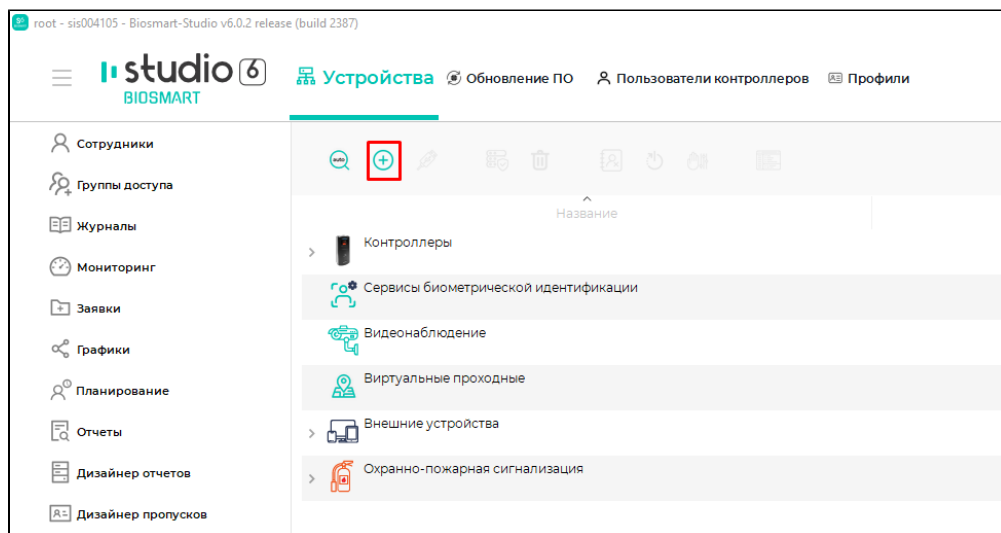 root - sis004105 - Biosmart-Studio v6.0.2 release (build 2387)
studio 6
BIOSMART
Устройства
Обновление ПО
Пользователи контроллеров
Профили
Сотрудники
Группы доступа
Журналы
Мониторинг
Заявки
Графики
Планирование
Отчеты
Дизайнер отчетов
Дизайнер пропусков
auto
Название
Контроллеры
Сервисы биометрической идентификации
Видеонаблюдение
Виртуальные проходные
Внешние устройства
Охранно-пожарная сигнализация